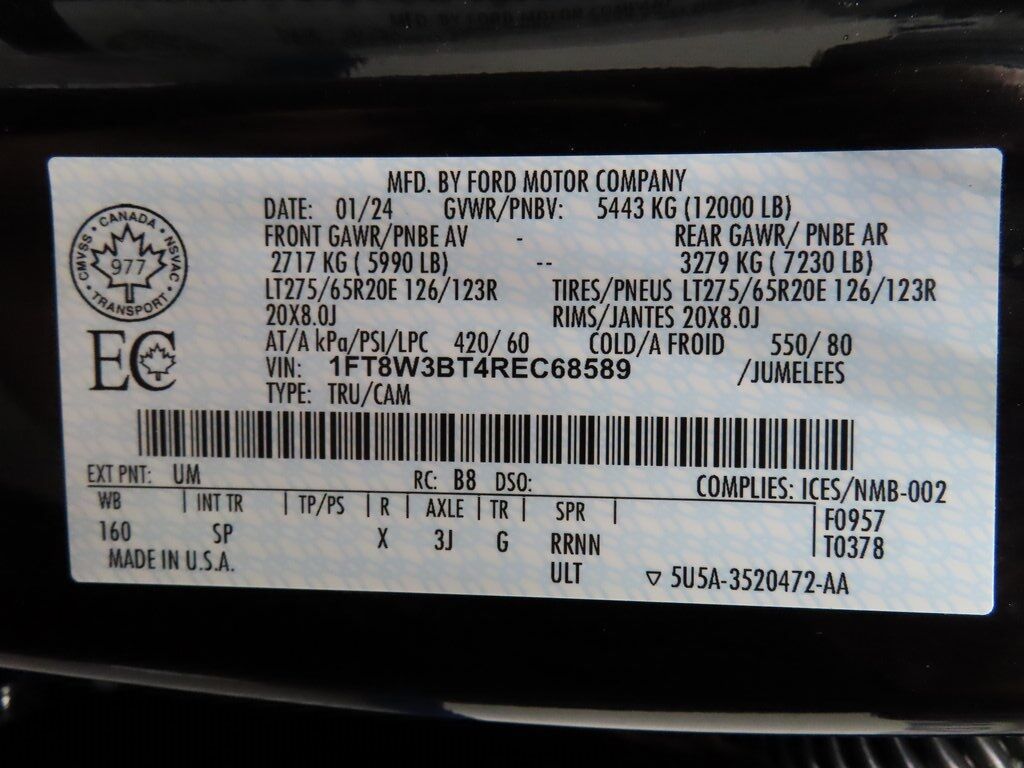 MFD. BY FORD MOTOR COMPANY
DATE: 01/24 GVWR/PNBV: 5443 KG (12000 LB)
FRONT GAWR/PNBE AV - REAR GAWR/ PNBE AR
2717 KG ( 5990 LB) -- 3279 KG ( 7230 LB)
LT275/65R20E 126/123R TIRES/PNEUS LT275/65R20E 126/123R
20X8.0J RIMS/JANTES 20X8.0J
AT/A kPa/PSI/LPC 420/ 60 COLD/A FROID 550/ 80
VIN: 1FT8W3BT4REC68589 /JUMELEES
TYPE: TRU/CAM
CANADA
CMVSS · NSVAC
977
TRANSPORT
EC
EXT PNT: UM RC: B8 DSO: COMPLIES: ICES/NMB-002
WB | INT TR | TP/PS | R | AXLE | TR | SPR | F0957
160 SP X 3J G RRNN T0378
MADE IN U.S.A. ULT ▽ 5U5A-3520472-AA